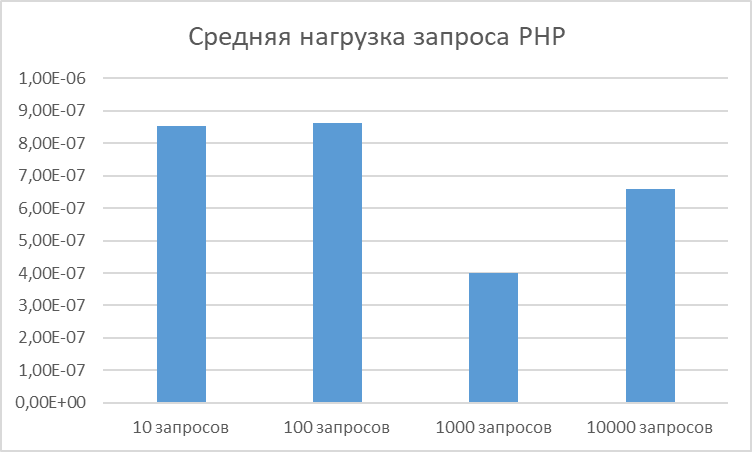 Средняя нагрузка запроса PHP
1,00E-06
9,00E-07
8,00E-07
7,00E-07
6,00E-07
5,00E-07
4,00E-07
3,00E-07
2,00E-07
1,00E-07
0,00E+00
10 запросов 100 запросов 1000 запросов 10000 запросов